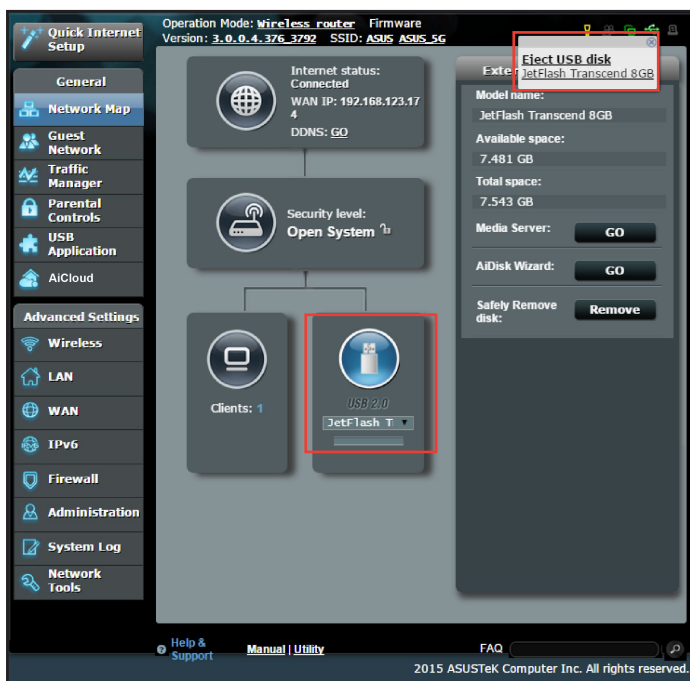 Quick Internet
Setup
Operation Mode: Wireless router Firmware
Version: 3.0.0.4.376_3792 SSID: ASUS ASUS_5G
General
Network Map
Guest
Network
Traffic
Manager
Parental
Controls
USB
Application
AiCloud
Advanced Settings
Wireless
LAN
WAN
IPv6
Firewall
Administration
System Log
Network
Tools
Internet status:
Connected
WAN IP: 192.168.123.17
4
DDNS: GO
Security level:
Open System
Clients: 1
USB 2.0
JetFlash T
Eject USB disk
JetFlash Transcend 8GB
Model name:
JetFlash Transcend 8GB
Available space:
7.481 GB
Total space:
7.543 GB
Media Server: GO
AiDisk Wizard: GO
Safely Remove
disk: Remove
Help &
Support
Manual | Utility
FAQ
2015 ASUSTeK Computer Inc. All rights reserved.